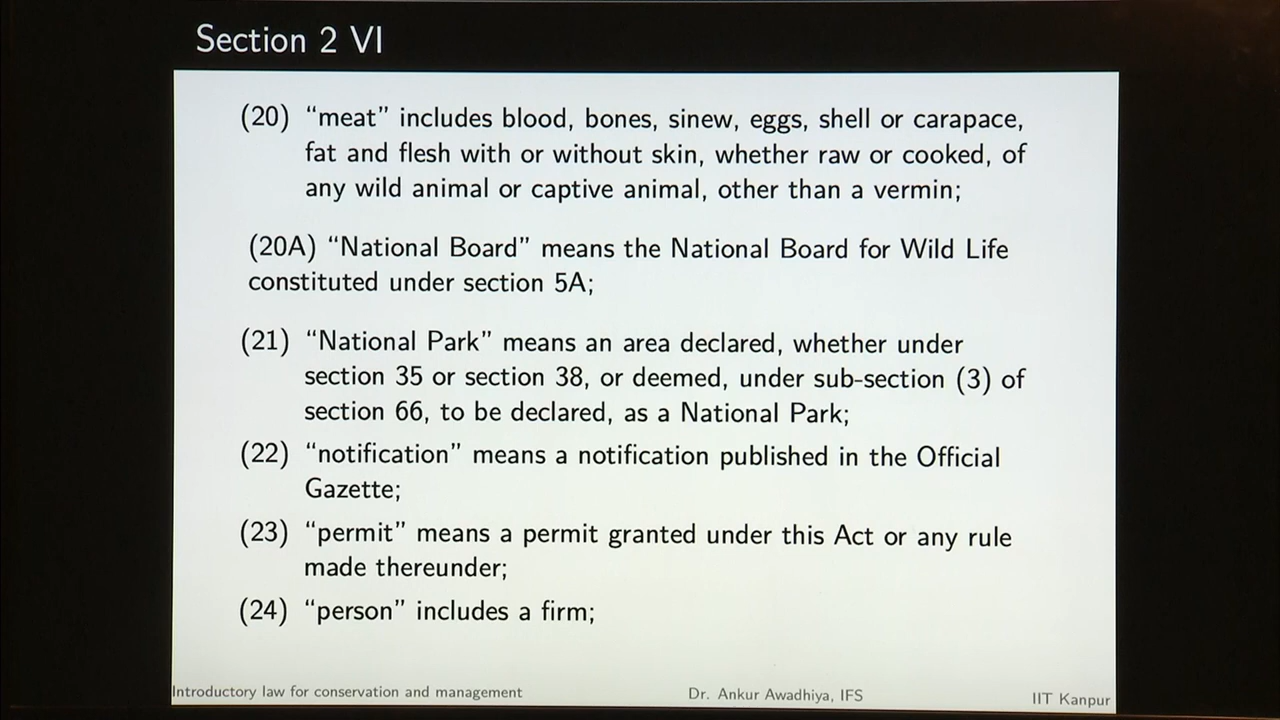 Section 2 VI
(20) “meat” includes blood, bones, sinew, eggs, shell or carapace,
fat and flesh with or without skin, whether raw or cooked, of
any wild animal or captive animal, other than a vermin;
(20A) “National Board” means the National Board for Wild Life
constituted under section 5A;
(21) “National Park” means an area declared, whether under
section 35 or section 38, or deemed, under sub-section (3) of
section 66, to be declared, as a National Park;
(22) “notification” means a notification published in the Official
Gazette;
(23) “permit” means a permit granted under this Act or any rule
made thereunder;
(24) “person” includes a firm;
Introductory law for conservation and management Dr. Ankur Awadhiya, IFS IIT Kanpur